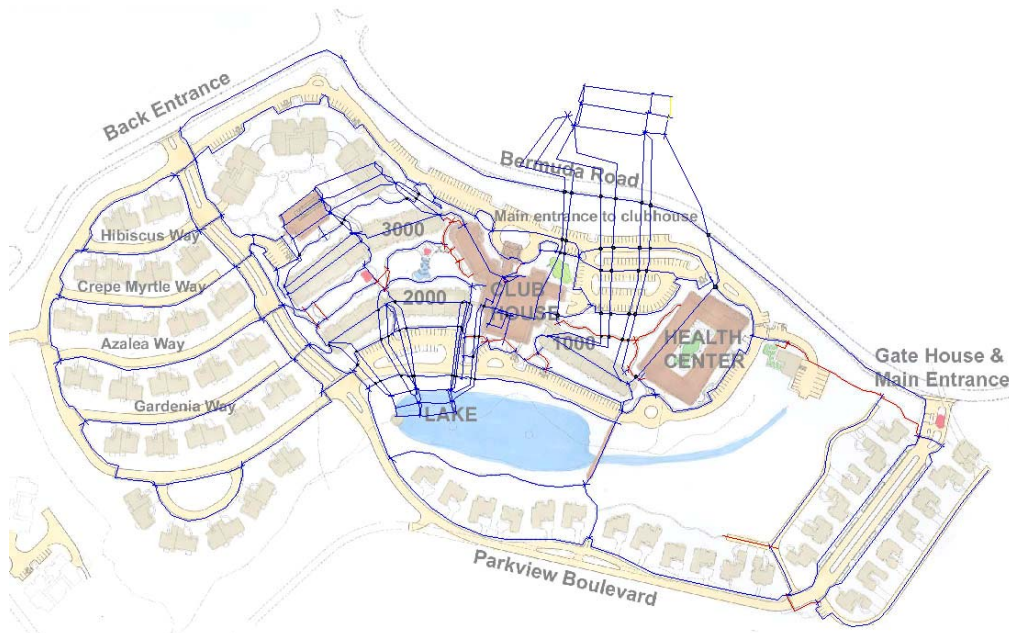 Back Entrance
Bermuda Road
Main entrance to clubhouse
Hibiscus Way
3000
Crepe Myrtle Way
2000
CLUB
HOUSE
Azalea Way
1000
HEALTH
CENTER
Gate House &
Main Entrance
Gardenia Way
LAKE
Parkview Boulevard